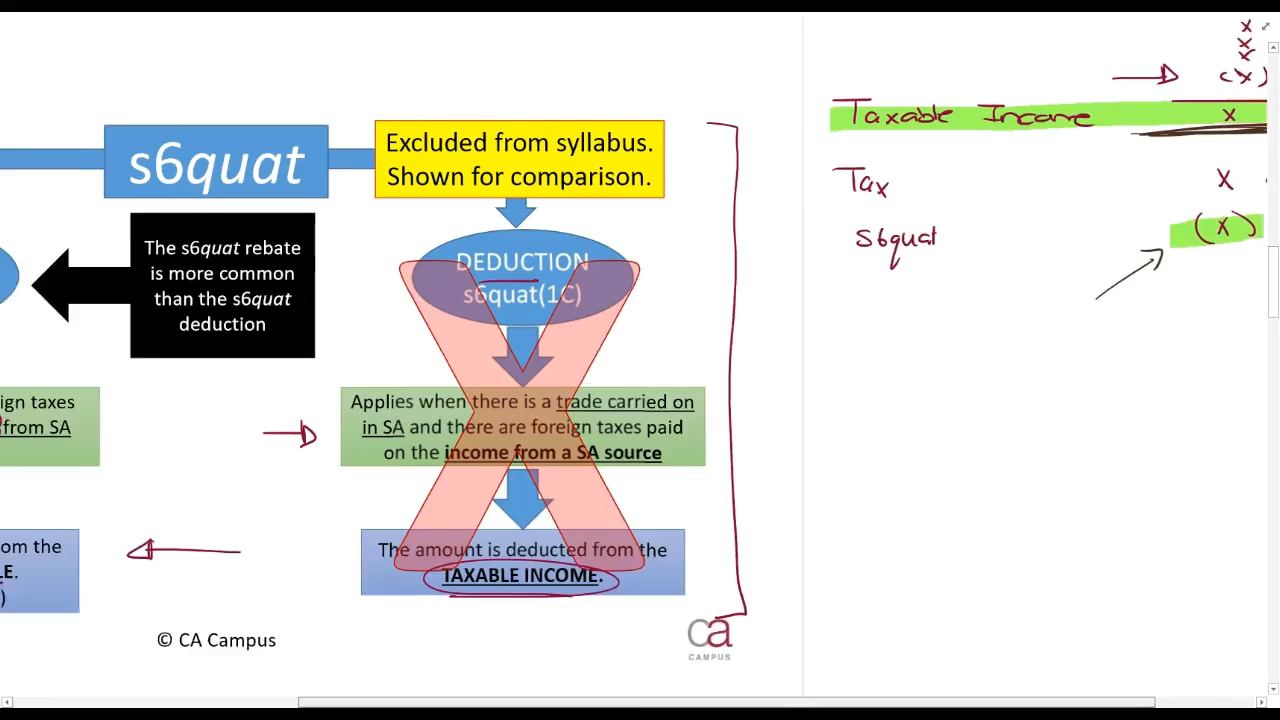 s6quat
Excluded from syllabus.
Shown for comparison.
The s6quat rebate
is more common
than the s6quat
deduction
DEDUCTION
s6quat(1C)
ign taxes
from SA
Applies when there is a trade carried on
in SA and there are foreign taxes paid
on the income from a SA source
om the
LE.
)
The amount is deducted from the
TAXABLE INCOME.
© CA Campus
ca
CAMPUS
x
x
x
(x)
Taxable Income x
Tax x
s6quat (x)